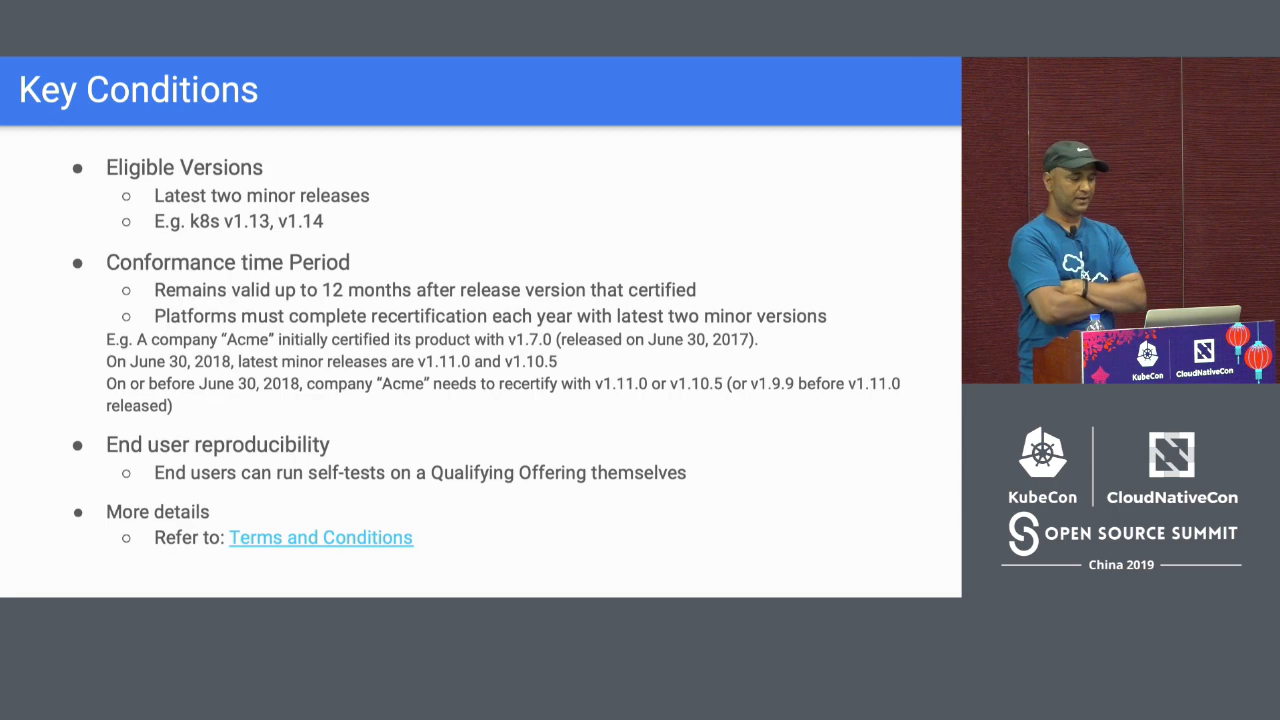 Key Conditions
● Eligible Versions
○ Latest two minor releases
○ E.g. k8s v1.13, v1.14
● Conformance time Period
○ Remains valid up to 12 months after release version that certified
○ Platforms must complete recertification each year with latest two minor versions
E.g. A company “Acme” initially certified its product with v1.7.0 (released on June 30, 2017).
On June 30, 2018, latest minor releases are v1.11.0 and v1.10.5
On or before June 30, 2018, company “Acme” needs to recertify with v1.11.0 or v1.10.5 (or v1.9.9 before v1.11.0
released)
● End user reproducibility
○ End users can run self-tests on a Qualifying Offering themselves
● More details
○ Refer to: Terms and Conditions
KubeCon
CloudNativeCon
KubeCon
CloudNativeCon
OPEN SOURCE SUMMIT
China 2019